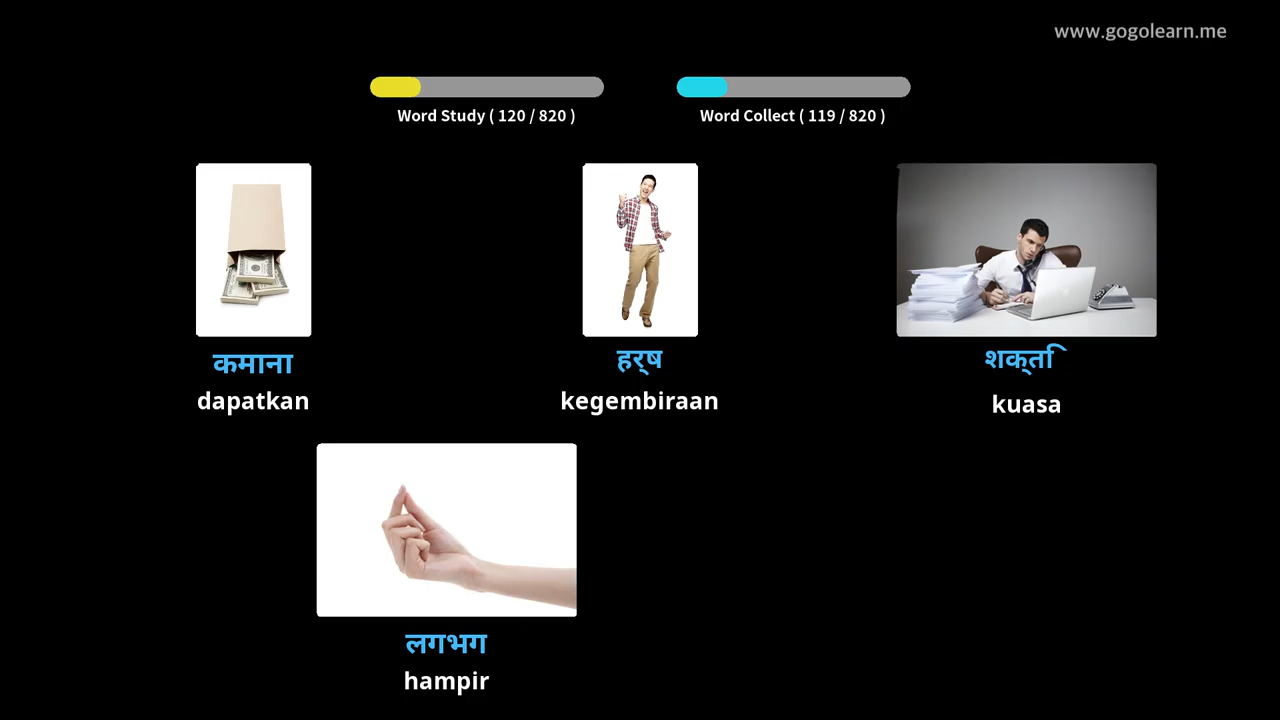 www.gogolearn.me
Word Study ( 120 / 820 )
Word Collect ( 119 / 820 )
कमाना
dapatkan
हर्ष
kegembiraan
शक्ति
kuasa
लगभग
hampir